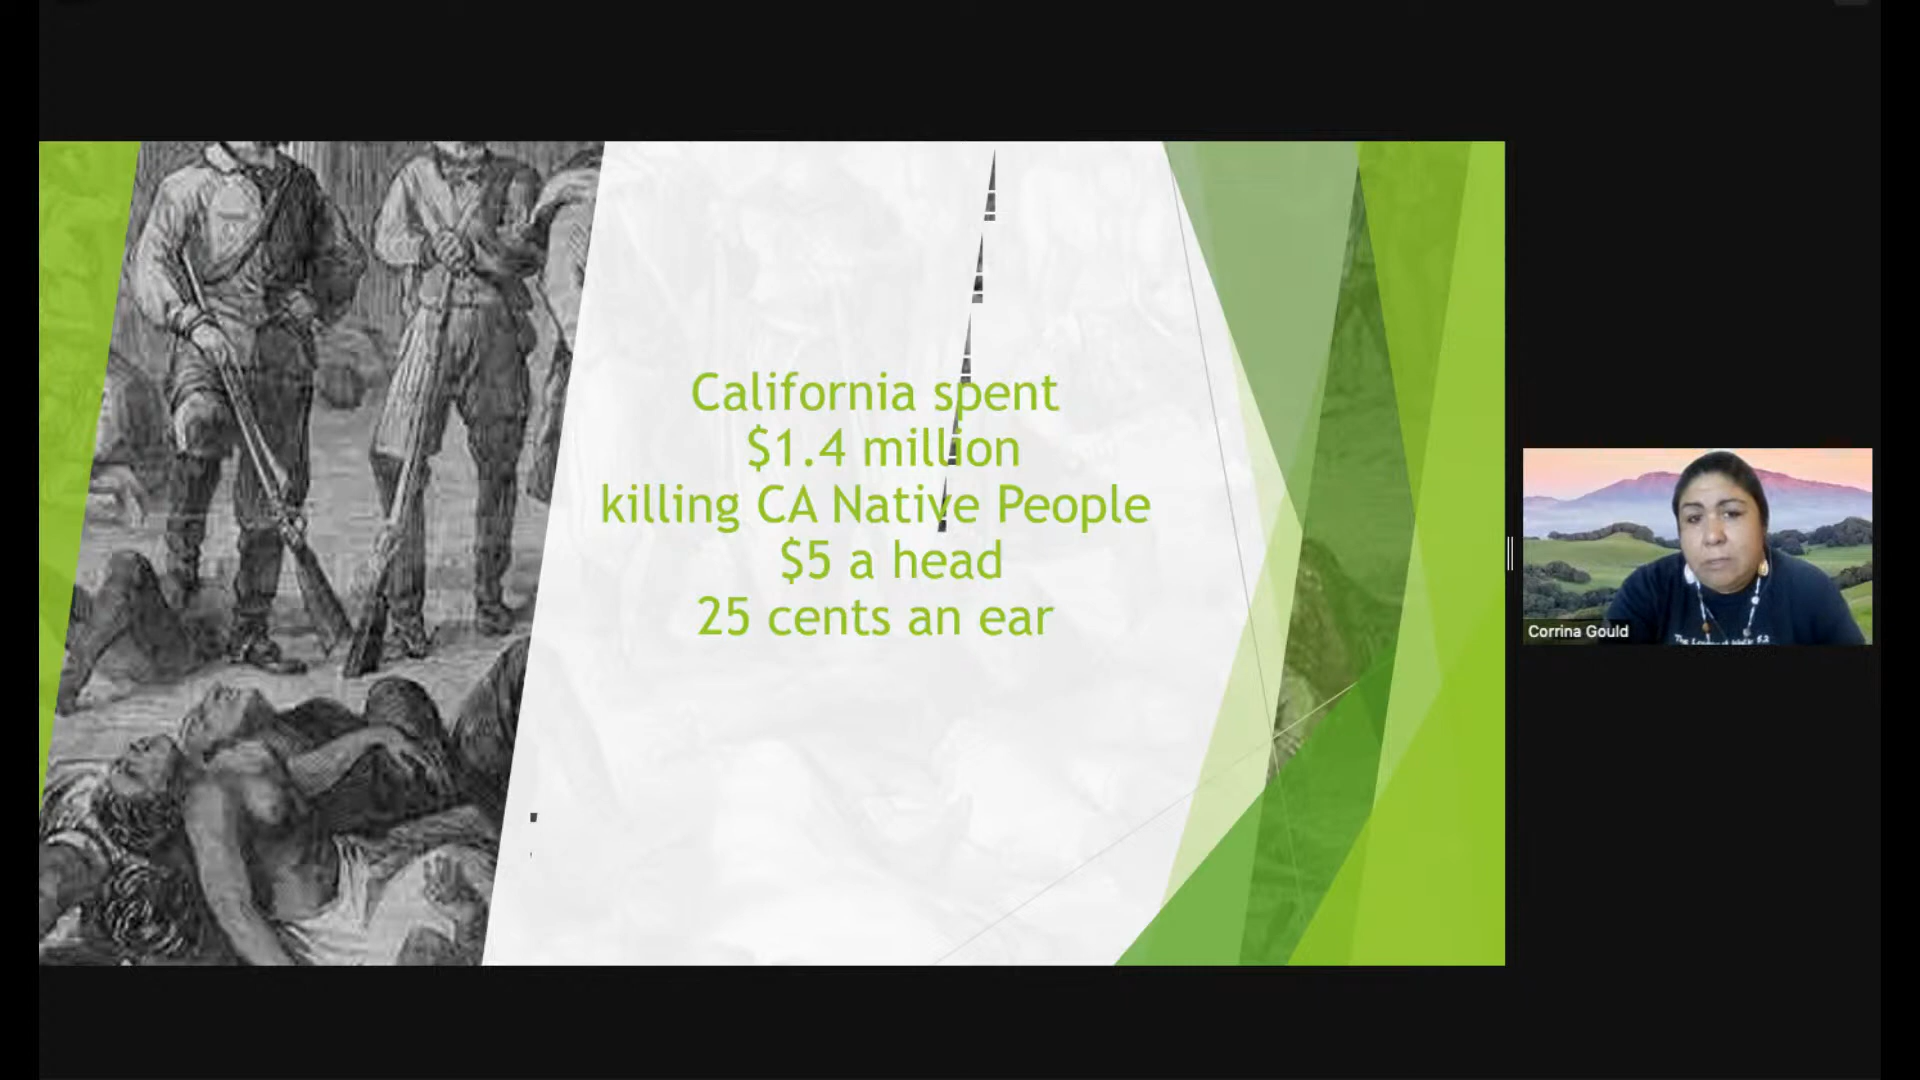 California spent
$1.4 million
killing CA Native People
$5 a head
25 cents an ear
Corrina Gould